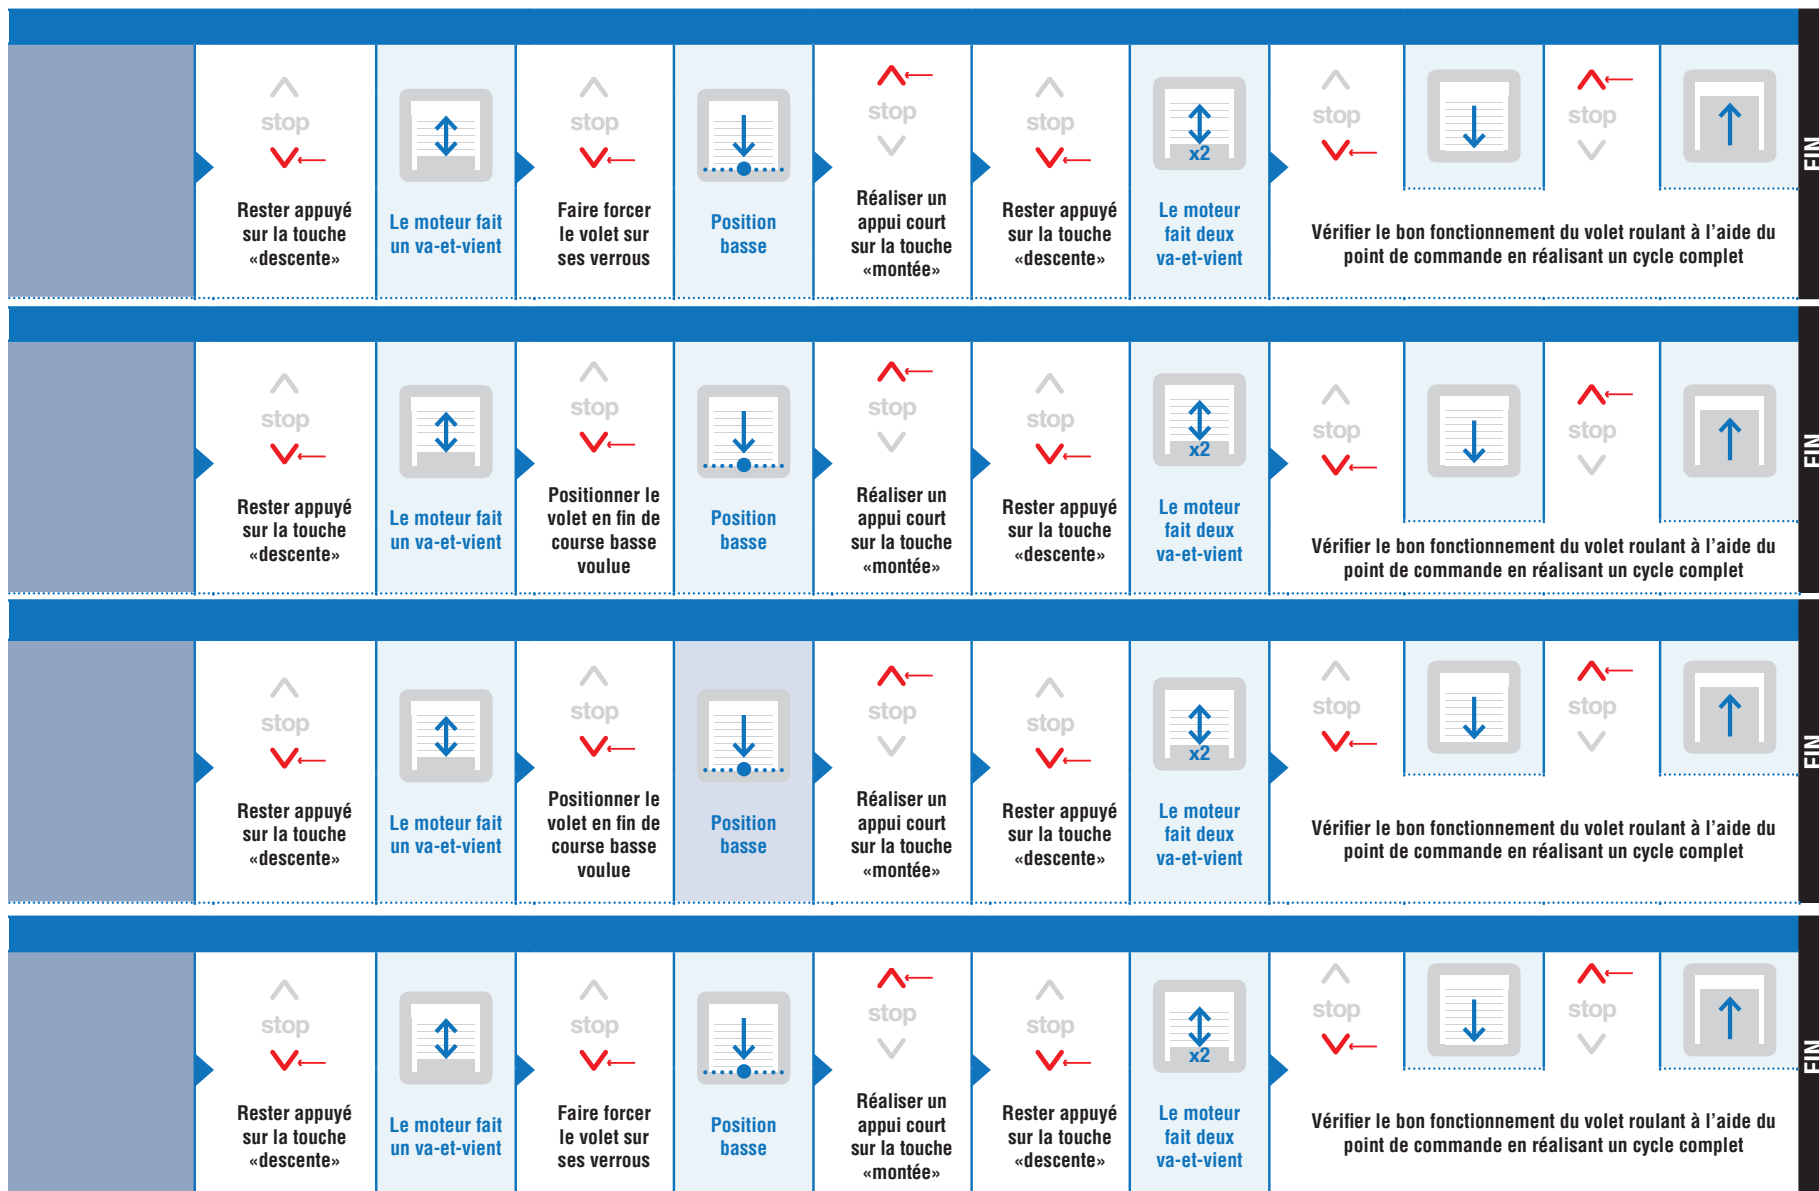 stop
Rester appuyé
sur la touche
«descente»
Le moteur fait
un va-et-vient
stop
Faire forcer
le volet sur
ses verrous
Position
basse
stop
Réaliser un
appui court
sur la touche
«montée»
stop
Rester appuyé
sur la touche
«descente»
x2
Le moteur
fait deux
va-et-vient
stop
stop
Vérifier le bon fonctionnement du volet roulant à l'aide du
point de commande en réalisant un cycle complet
FIN
stop
Rester appuyé
sur la touche
«descente»
Le moteur fait
un va-et-vient
stop
Positionner le
volet en fin de
course basse
voulue
Position
basse
stop
Réaliser un
appui court
sur la touche
«montée»
stop
Rester appuyé
sur la touche
«descente»
x2
Le moteur
fait deux
va-et-vient
stop
stop
Vérifier le bon fonctionnement du volet roulant à l'aide du
point de commande en réalisant un cycle complet
FIN
stop
Rester appuyé
sur la touche
«descente»
Le moteur fait
un va-et-vient
stop
Positionner le
volet en fin de
course basse
voulue
Position
basse
stop
Réaliser un
appui court
sur la touche
«montée»
stop
Rester appuyé
sur la touche
«descente»
x2
Le moteur
fait deux
va-et-vient
stop
stop
Vérifier le bon fonctionnement du volet roulant à l'aide du
point de commande en réalisant un cycle complet
FIN
stop
Rester appuyé
sur la touche
«descente»
Le moteur fait
un va-et-vient
stop
Faire forcer
le volet sur
ses verrous
Position
basse
stop
Réaliser un
appui court
sur la touche
«montée»
stop
Rester appuyé
sur la touche
«descente»
x2
Le moteur
fait deux
va-et-vient
stop
stop
Vérifier le bon fonctionnement du volet roulant à l'aide du
point de commande en réalisant un cycle complet
FIN